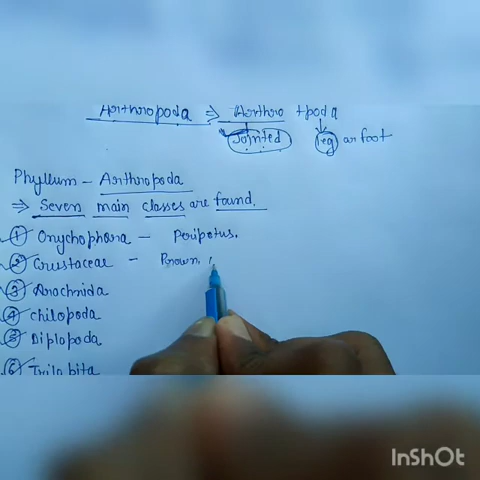 Arthropoda ⇒ Arthro + poda
Jointed leg or foot
Phyllum - Arthropoda
⇒ Seven main classes are found.
① Onychophora - Peripatus.
② Crustaceae - Prown,
③ Arachnida
④ chilopoda
⑤ Diplopoda
⑥ Trilobita
InShOt